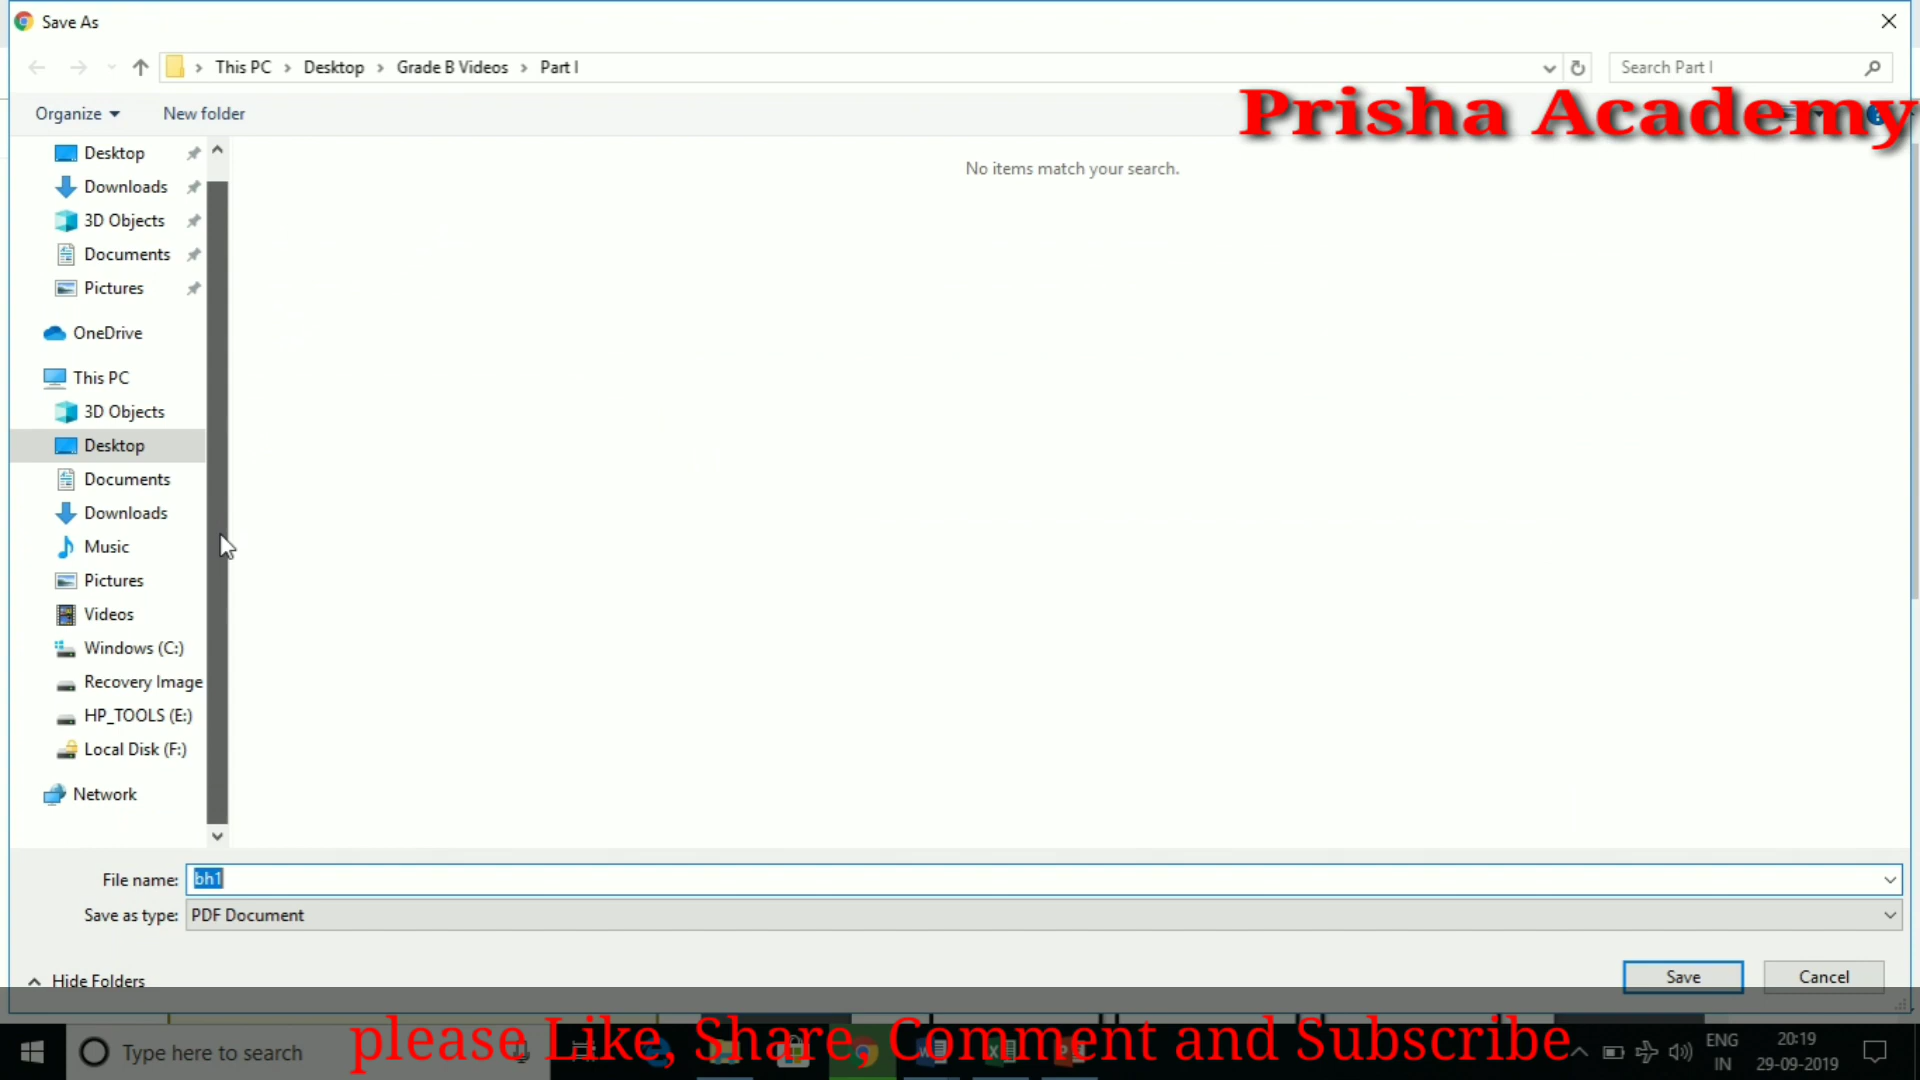 Save As
This PC > Desktop > Grade B Videos > Part I
Search Part I
Organize
New folder
Prisha Academy
Desktop
Downloads
3D Objects
Documents
Pictures
OneDrive
This PC
3D Objects
Desktop
Documents
Downloads
Music
Pictures
Videos
Windows (C:)
Recovery Image
HP_TOOLS (E:)
Local Disk (F:)
Network
No items match your search.
File name: bh1
Save as type: PDF Document
Hide Folders
Save
Cancel
Type here to search
please Like, Share, Comment and Subscribe
ENG
IN
20:19
29-09-2019